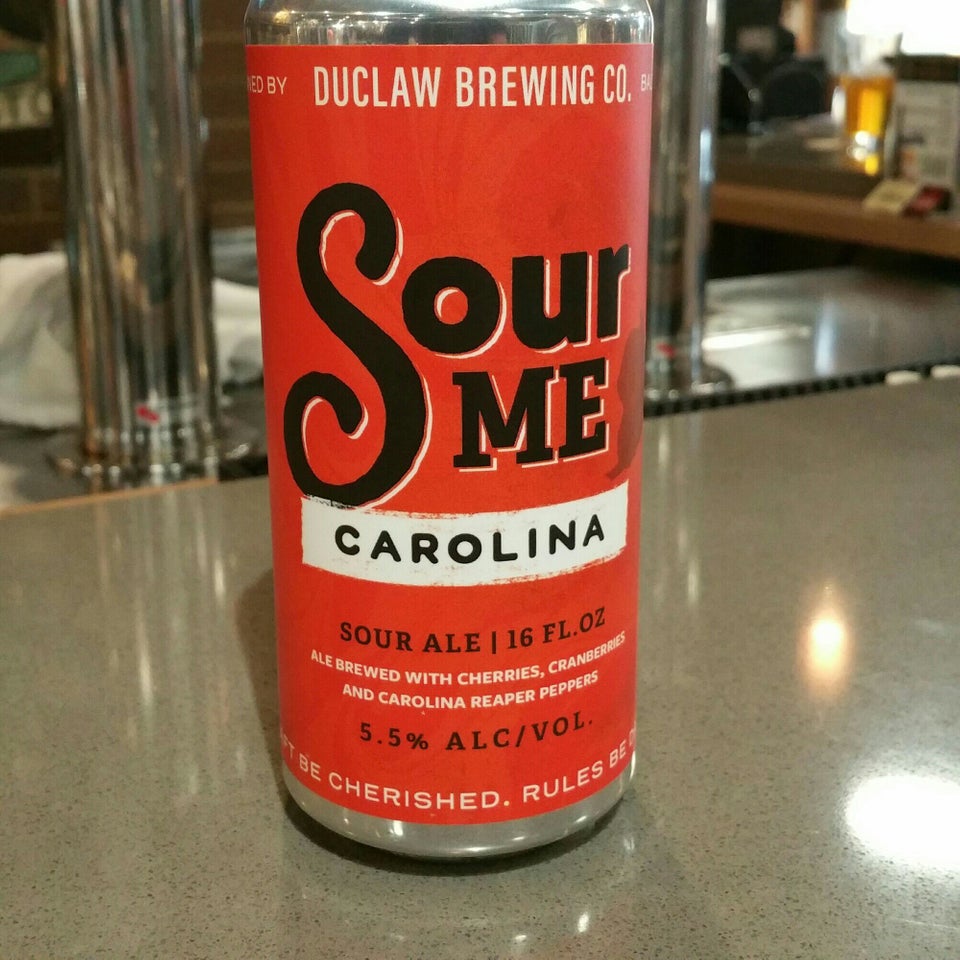 BY DUCLAW BREWING CO.
Sour
ME
CAROLINA
SOUR ALE | 16 FL.OZ
ALE BREWED WITH CHERRIES, CRANBERRIES
AND CAROLINA REAPER PEPPERS
5.5% ALC/VOL.
BE CHERISHED. RULES BE